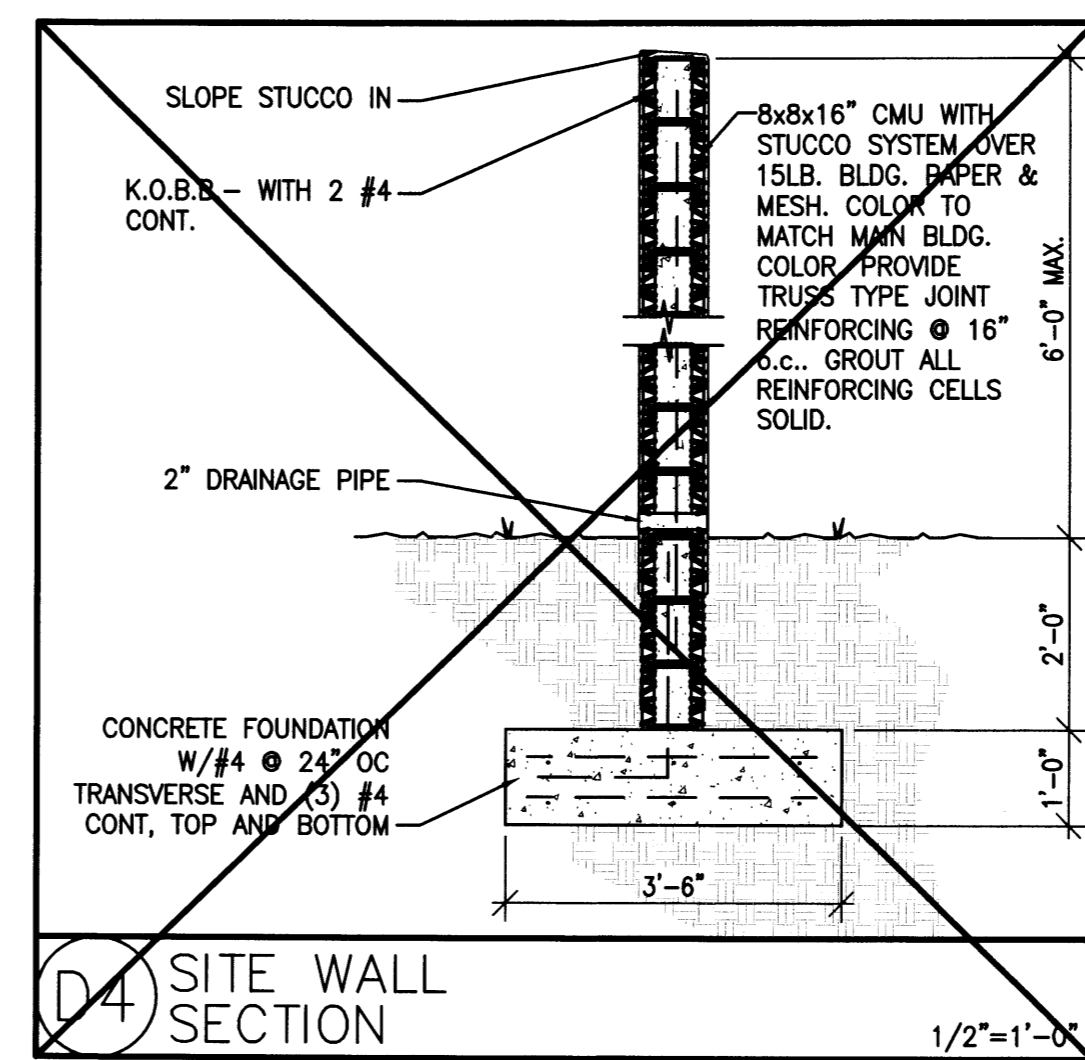 SLOPE STUCCO IN
K.O.B.B – WITH 2 #4
CONT.
8x8x16" CMU WITH
STUCCO SYSTEM OVER
15LB. BLDG. PAPER &
MESH. COLOR TO
MATCH MAIN BLDG.
COLOR PROVIDE
TRUSS TYPE JOINT
REINFORCING @ 16"
o.c.. GROUT ALL
REINFORCING CELLS
SOLID.
6'-0" MAX.
2" DRAINAGE PIPE
2'-0"
CONCRETE FOUNDATION
W/#4 @ 24" OC
TRANSVERSE AND (3) #4
CONT, TOP AND BOTTOM
1'-0"
3'-6"
D4
SITE WALL
SECTION
1/2"=1'-0"